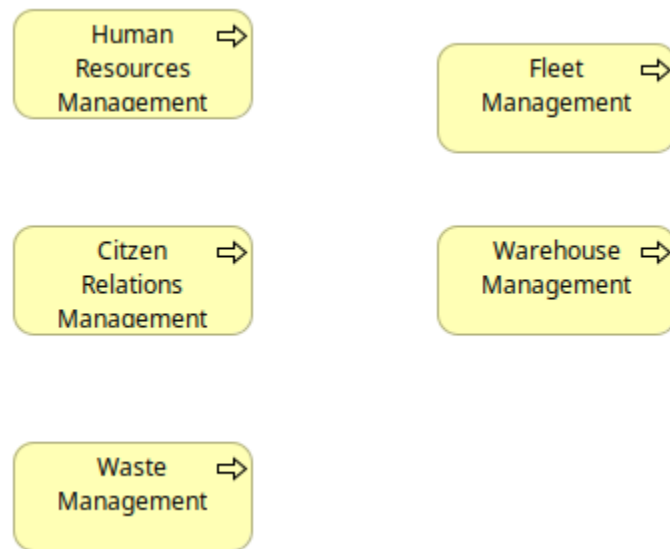 Human
Resources
Management
Fleet
Management
Citzen
Relations
Management
Warehouse
Management
Waste
Management